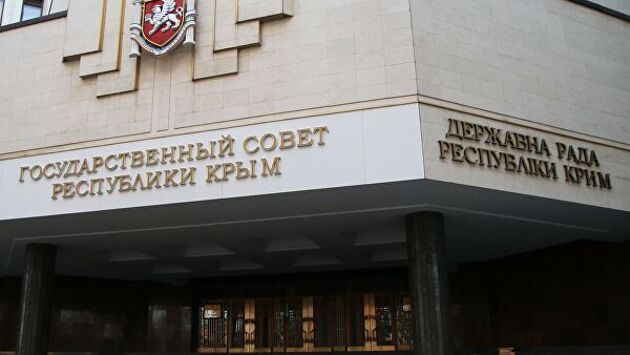 ГОСУДАРСТВЕННЫЙ СОВЕТ
РЕСПУБЛИКИ КРЫМ
ДЕРЖАВНА РАДА
РЕСПУБЛІКИ КРИМ